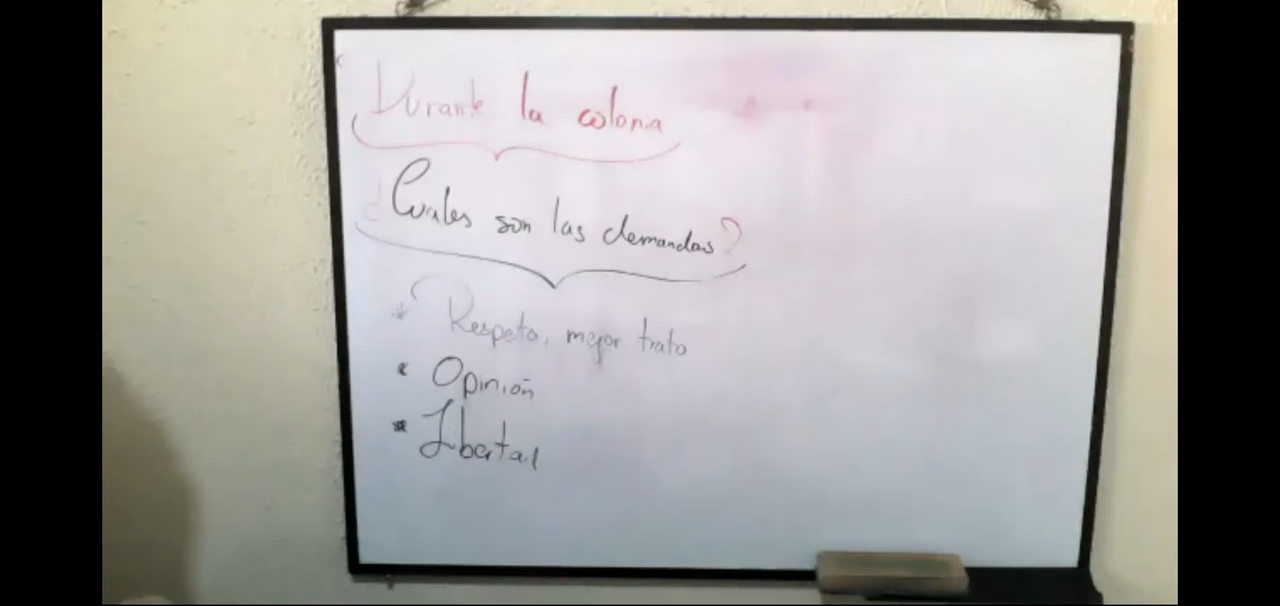 Durante la colonia
¿Cuales son las demandas?
* Respeto, mejor trato
* Opinión
* Libertad